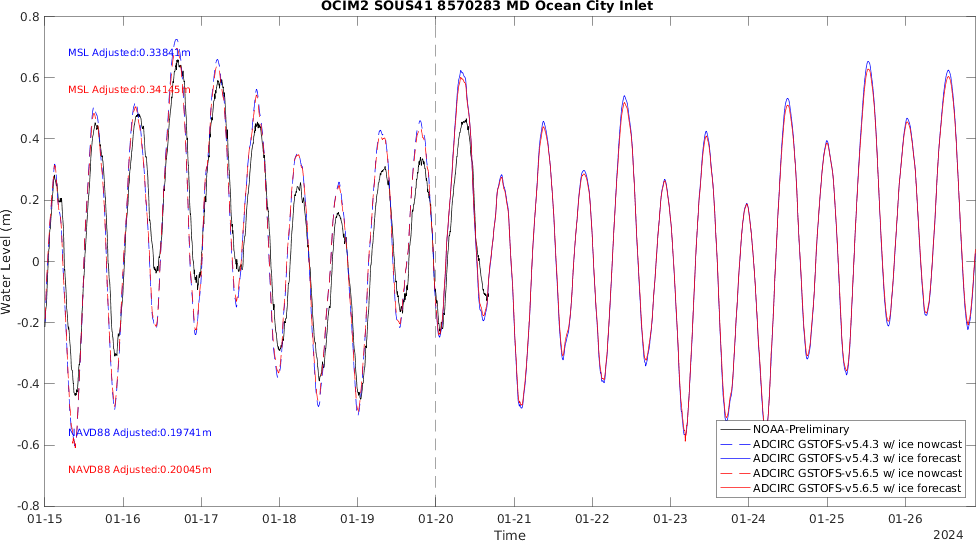 OCIM2 SOUS41 8570283 MD Ocean City Inlet
0.8
MSL Adjusted:0.33841m
0.6
MSL Adjusted:0.34145m
0.4
0.2
Water Level (m)
0
-0.2
-0.4
NAVD88 Adjusted:0.19741m
NOAA-Preliminary
-0.6
ADCIRC GSTOFS-v5.4.3 w/ ice nowcast
ADCIRC GSTOFS-v5.4.3 w/ ice forecast
NAVD88 Adjusted:0.20045m
ADCIRC GSTOFS-v5.6.5 w/ ice nowcast
ADCIRC GSTOFS-v5.6.5 w/ ice forecast
-0.8
01-15 01-16 01-17 01-18 01-19 01-20 01-21 01-22 01-23 01-24 01-25 01-26
Time
2024